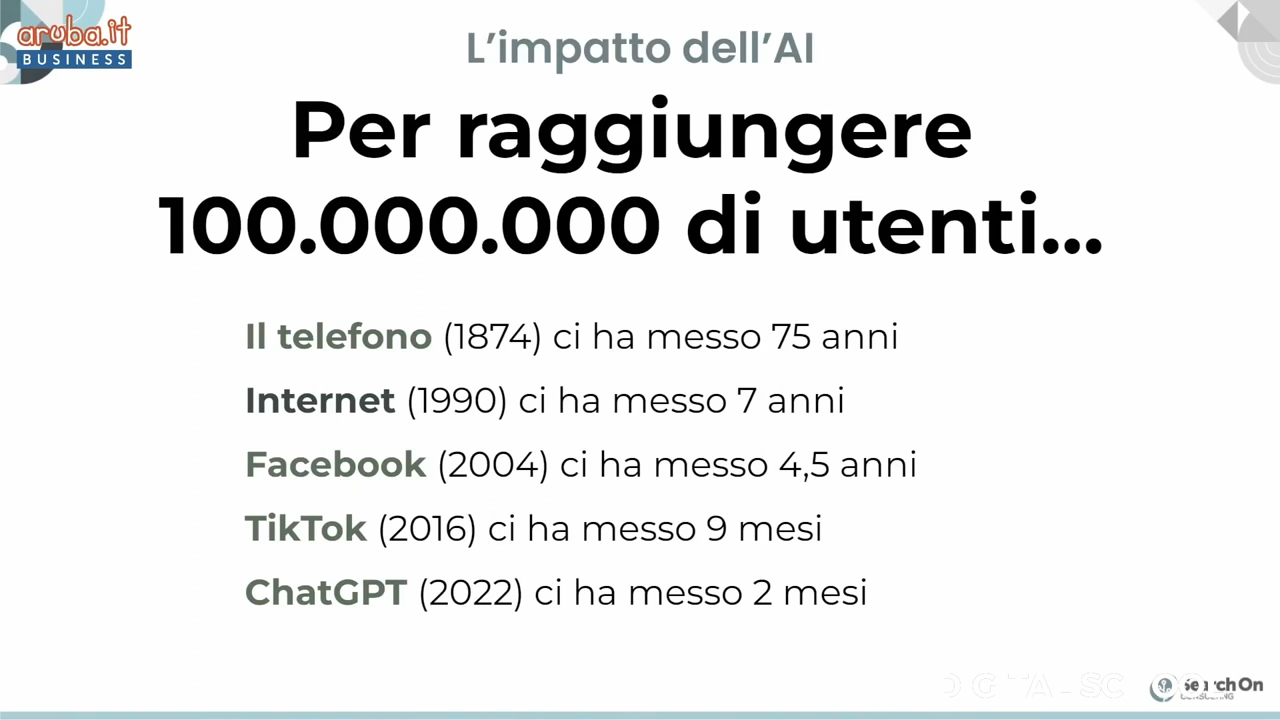 aruba.it
BUSINESS
L’impatto dell’AI
Per raggiungere
100.000.000 di utenti...
Il telefono (1874) ci ha messo 75 anni
Internet (1990) ci ha messo 7 anni
Facebook (2004) ci ha messo 4,5 anni
TikTok (2016) ci ha messo 9 mesi
ChatGPT (2022) ci ha messo 2 mesi
SearchOn
CONSULTING